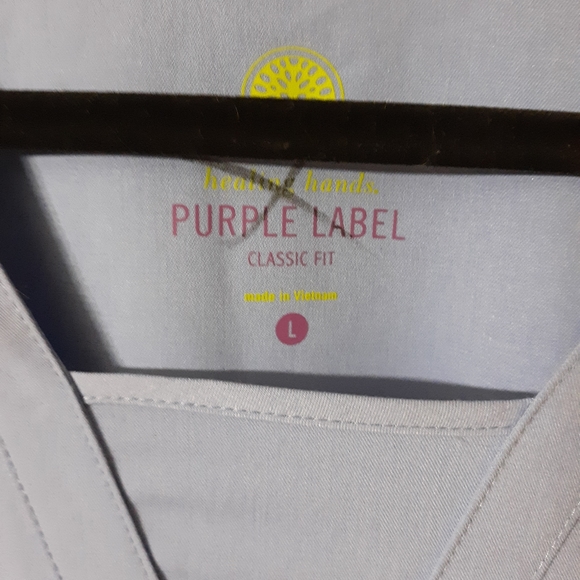 healing hands.
PURPLE LABEL
CLASSIC FIT
made in Vietnam
L